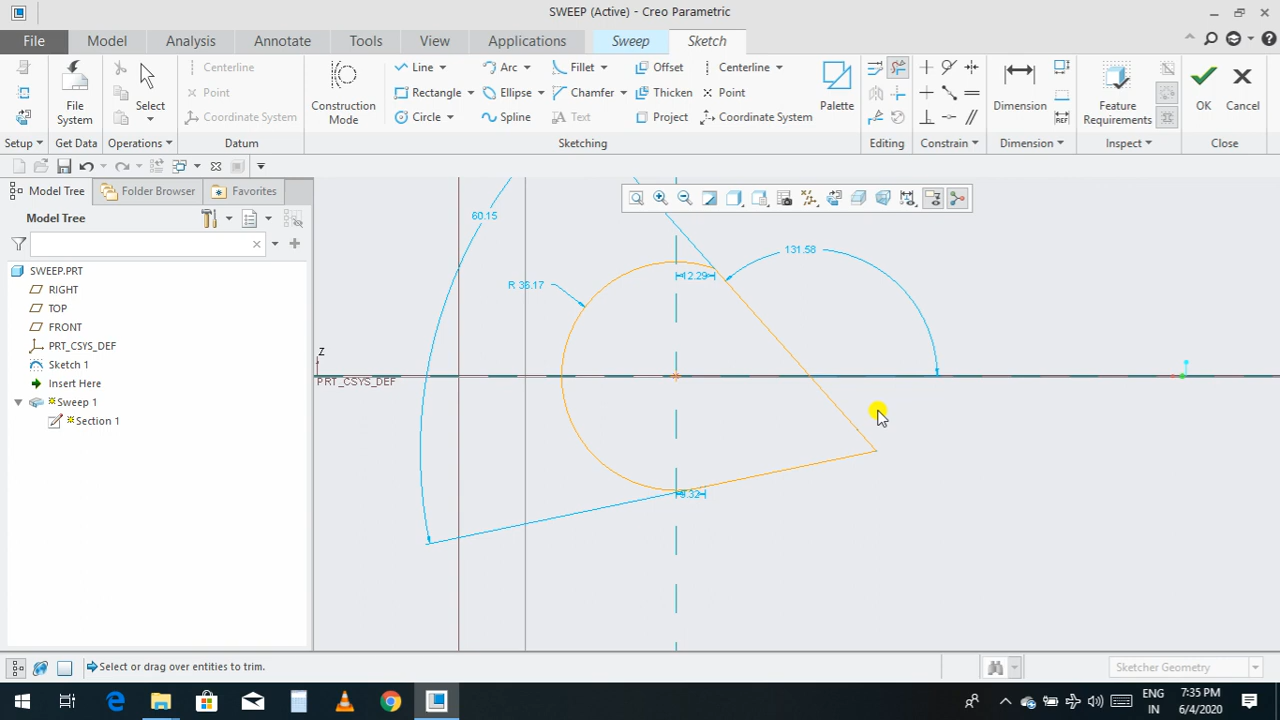 SWEEP (Active) - Creo Parametric
File Model Analysis Annotate Tools View Applications Sweep Sketch
File System
Select
Centerline
Point
Coordinate System
Construction Mode
Line Arc Fillet Offset Centerline
Rectangle Ellipse Chamfer Thicken Point
Circle Spline Text Project Coordinate System
Palette
Dimension
REF
Feature Requirements
OK Cancel
Setup Get Data Operations Datum Sketching Editing Constrain Dimension Inspect Close
Model Tree Folder Browser Favorites
Model Tree
SWEEP.PRT
RIGHT
TOP
FRONT
PRT_CSYS_DEF
Sketch 1
Insert Here
Sweep 1
Section 1
60.15
131.58
12.29
R 36.17
Z
PRT_CSYS_DEF
9.32
Select or drag over entities to trim.
Sketcher Geometry
ENG
IN
7:35 PM
6/4/2020